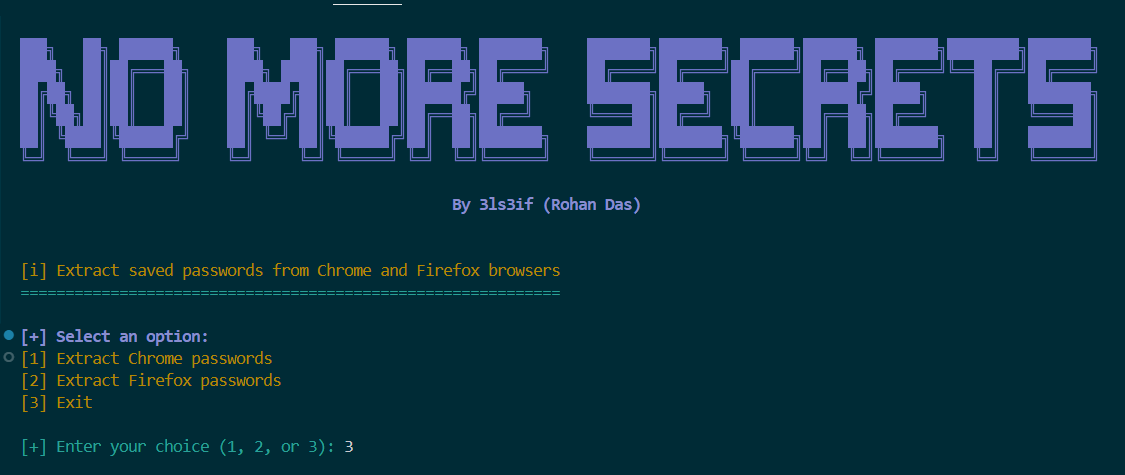 NO MORE SECRETS
By 3ls3if (Rohan Das)
[i] Extract saved passwords from Chrome and Firefox browsers
============================================================
[+] Select an option:
[1] Extract Chrome passwords
[2] Extract Firefox passwords
[3] Exit
[+] Enter your choice (1, 2, or 3): 3